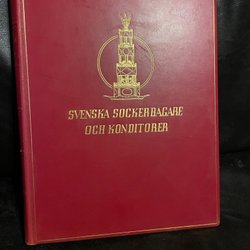 SVENSKA SOCKERBAGARE
OCH KONDITORER